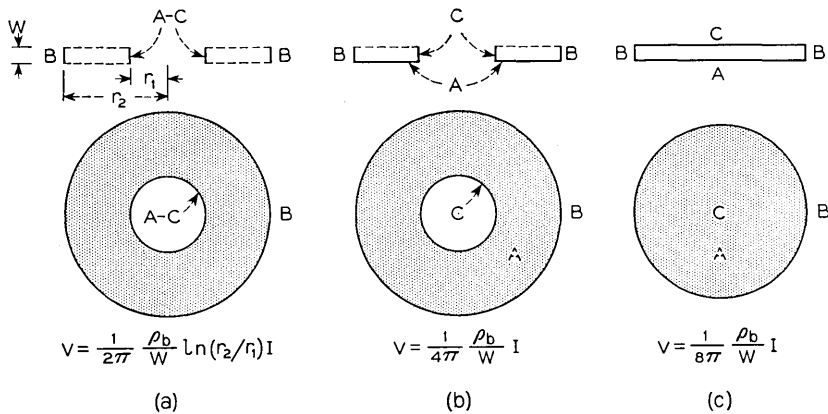 A-C
W
B
B
r₁
r₂
A-C
B
V = 1/2π ρb/W ln(r₂/r₁) I
(a)
C
B
B
A
C
A
B
V = 1/4π ρb/W I
(b)
C
B
B
A
C
A
B
V = 1/8π ρb/W I
(c)